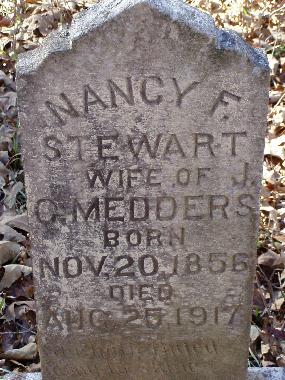 NANCY F.
STEWART
WIFE OF J.
C. MEDDERS
BORN
NOV. 20, 1856
DIED
AUG 25, 1917